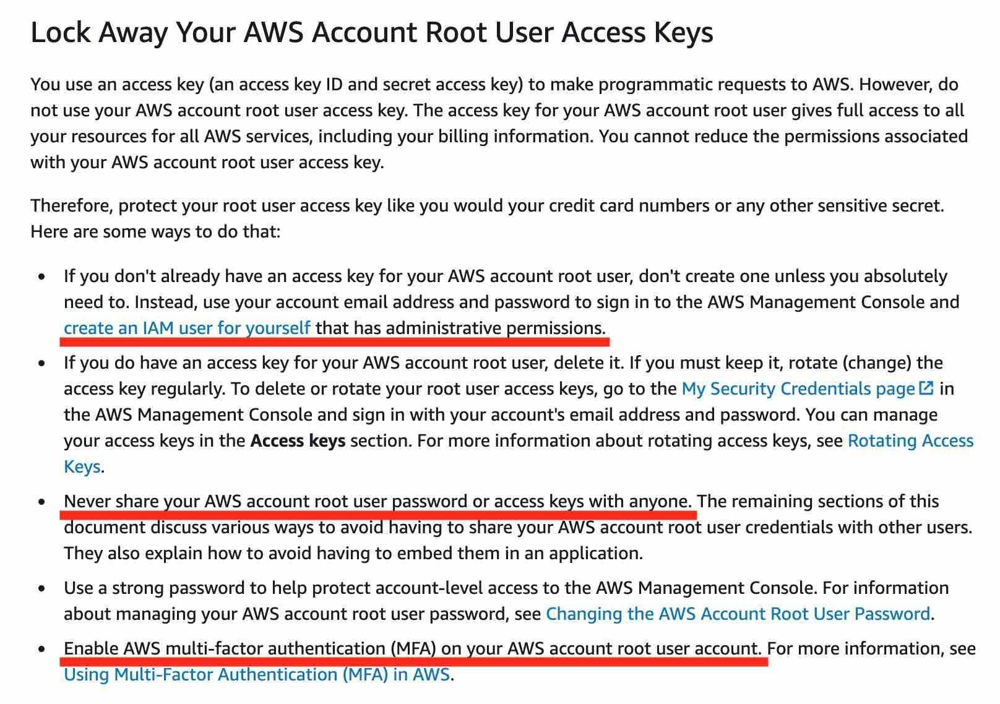 Lock Away Your AWS Account Root User Access Keys
You use an access key (an access key ID and secret access key) to make programmatic requests to AWS. However, do
not use your AWS account root user access key. The access key for your AWS account root user gives full access to all
your resources for all AWS services, including your billing information. You cannot reduce the permissions associated
with your AWS account root user access key.
Therefore, protect your root user access key like you would your credit card numbers or any other sensitive secret.
Here are some ways to do that:
• If you don't already have an access key for your AWS account root user, don't create one unless you absolutely
need to. Instead, use your account email address and password to sign in to the AWS Management Console and
create an IAM user for yourself that has administrative permissions.
• If you do have an access key for your AWS account root user, delete it. If you must keep it, rotate (change) the
access key regularly. To delete or rotate your root user access keys, go to the My Security Credentials page in
the AWS Management Console and sign in with your account's email address and password. You can manage
your access keys in the Access keys section. For more information about rotating access keys, see Rotating Access
Keys.
• Never share your AWS account root user password or access keys with anyone. The remaining sections of this
document discuss various ways to avoid having to share your AWS account root user credentials with other users.
They also explain how to avoid having to embed them in an application.
• Use a strong password to help protect account-level access to the AWS Management Console. For information
about managing your AWS account root user password, see Changing the AWS Account Root User Password.
• Enable AWS multi-factor authentication (MFA) on your AWS account root user account. For more information, see
Using Multi-Factor Authentication (MFA) in AWS.